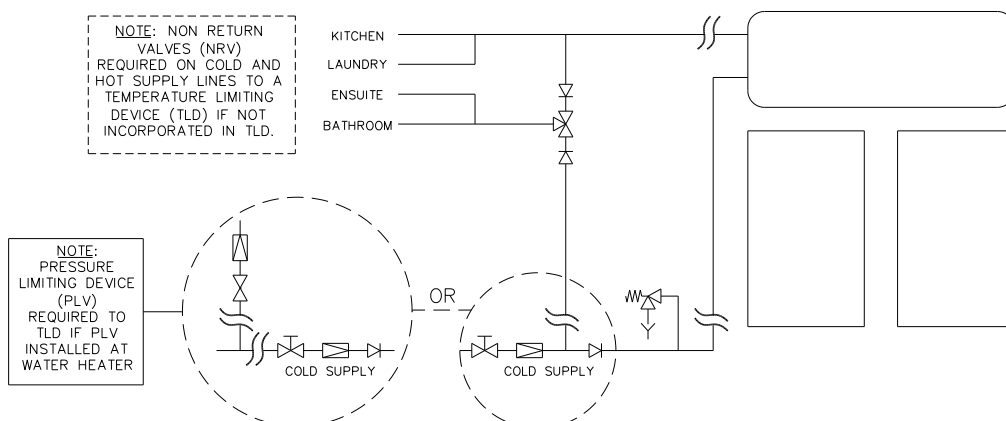 NOTE: NON RETURN
VALVES (NRV)
REQUIRED ON COLD AND
HOT SUPPLY LINES TO A
TEMPERATURE LIMITING
DEVICE (TLD) IF NOT
INCORPORATED IN TLD.
KITCHEN
LAUNDRY
ENSUITE
BATHROOM
NOTE:
PRESSURE
LIMITING DEVICE
(PLV)
REQUIRED TO
TLD IF PLV
INSTALLED AT
WATER HEATER
OR
COLD SUPPLY
COLD SUPPLY